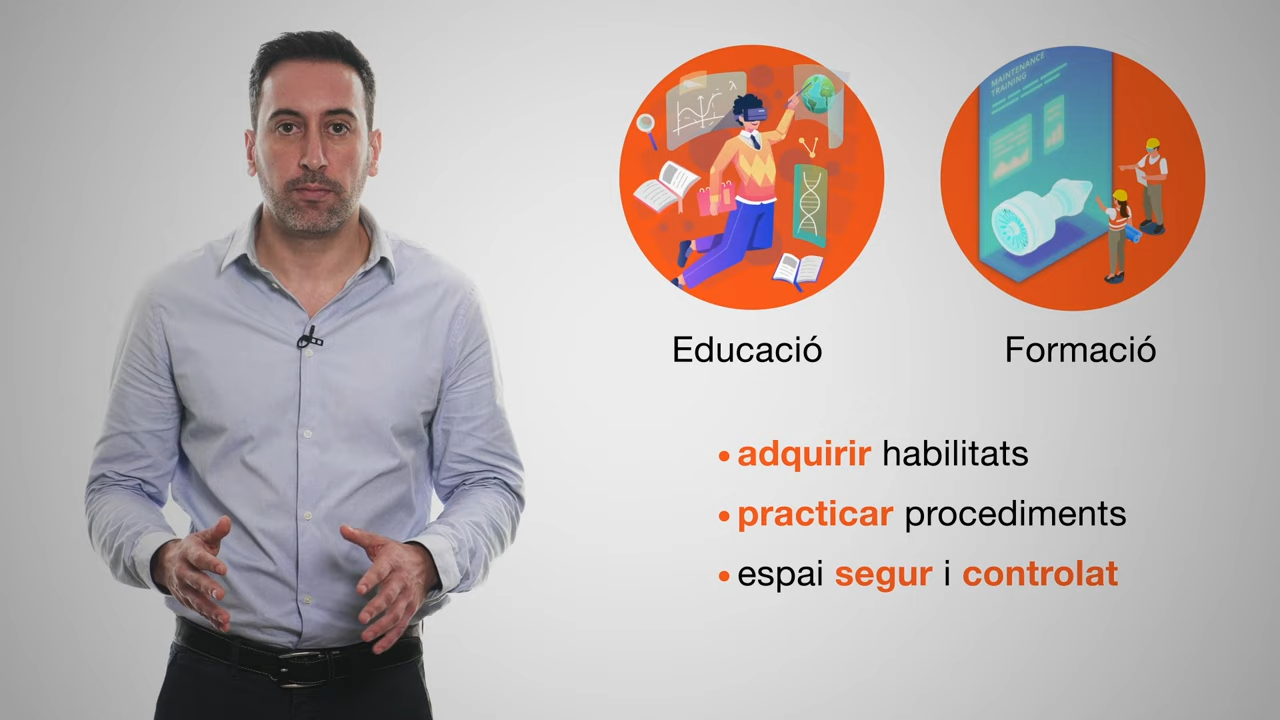 MAINTENANCE
TRAINING
Educació
Formació
• adquirir habilitats
• practicar procediments
• espai segur i controlat